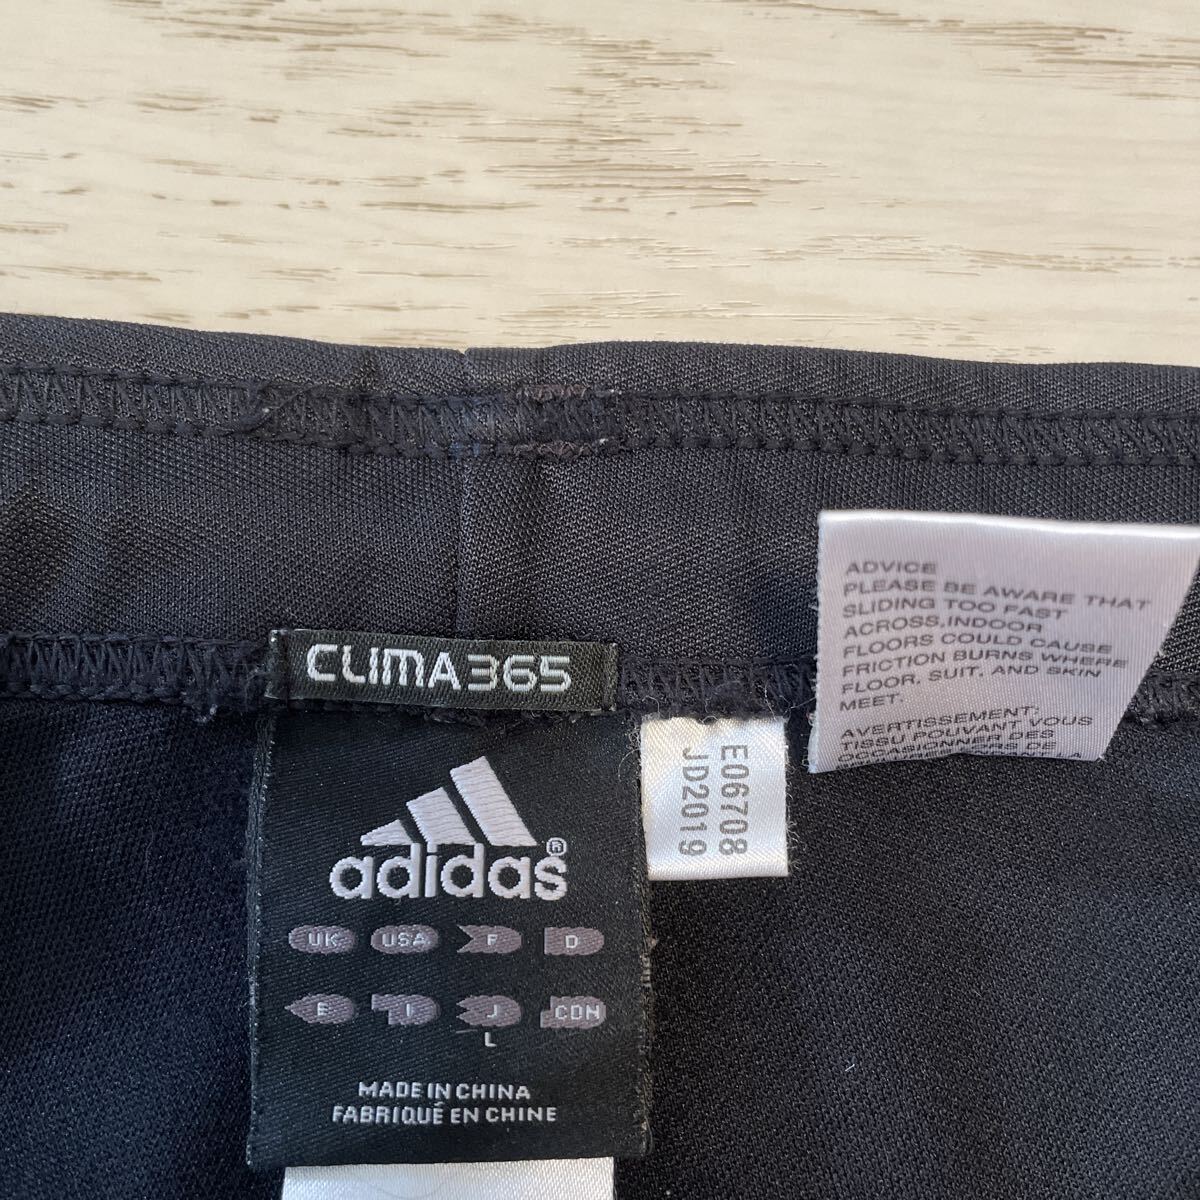 CLIMA365
adidas®
UK USA F D
E I J CDN
L
MADE IN CHINA
FABRIQUÉ EN CHINE
E06708
JD2019
ADVICE
PLEASE BE AWARE THAT
SLIDING TOO FAST
ACROSS,INDOOR
FLOORS COULD CAUSE
FRICTION BURNS WHERE
FLOOR, SUIT, AND SKIN
MEET.
AVERTISSEMENT,
TISSU POUVANT VOUS
OCCASIONNER DES